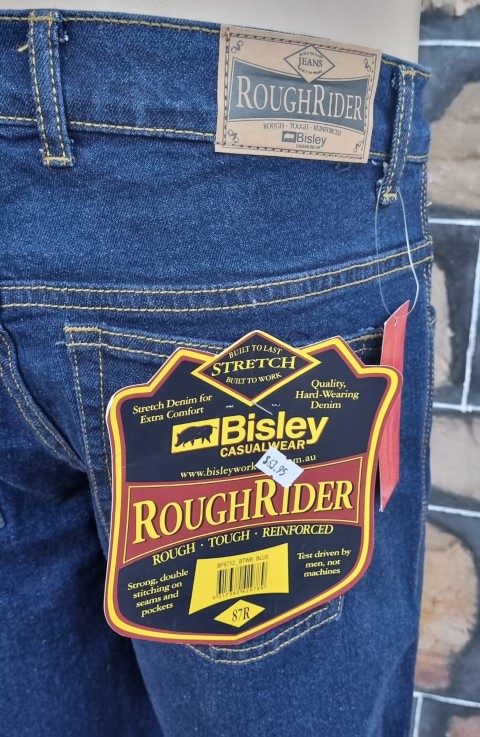 JEANS
ROUGHRIDER
ROUGH · TOUGH · REINFORCED
Bisley
BUILT TO LAST
STRETCH
BUILT TO WORK
Stretch Denim for
Extra Comfort
Quality,
Hard-Wearing
Denim
Bisley
CASUALWEAR
www.bisleywork
.com.au
$62.95
ROUGHRIDER
ROUGH · TOUGH · REINFORCED
Strong, double
stitching on
seams and
pockets
Test driven by
men, not
machines
87R